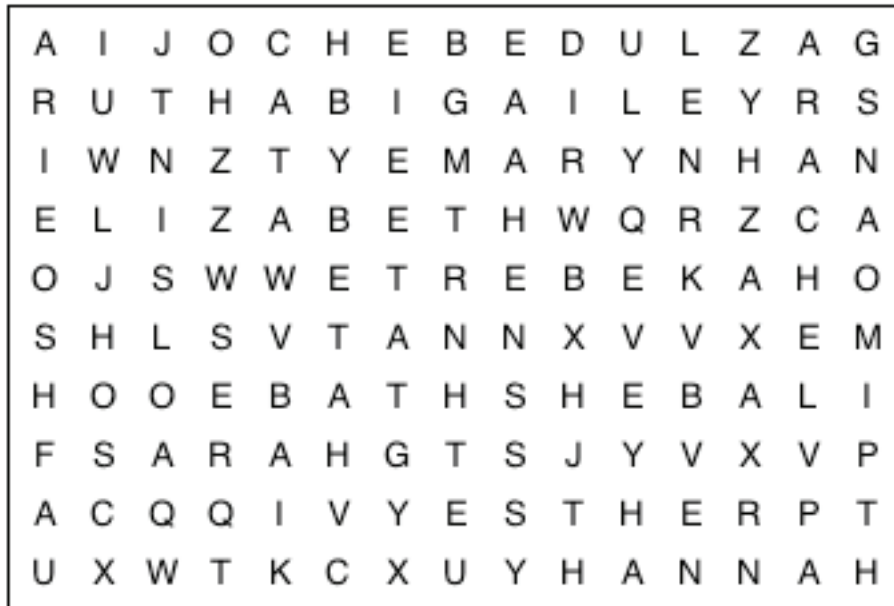 A I J O C H E B E D U L Z A G
R U T H A B I G A I L E Y R S
I W N Z T Y E M A R Y N H A N
E L I Z A B E T H W Q R Z C A
O J S W W E T R E B E K A H O
S H L S V T A N N X V V X E M
H O O E B A T H S H E B A L I
F S A R A H G T S J Y V X V P
A C Q Q I V Y E S T H E R P T
U X W T K C X U Y H A N N A H